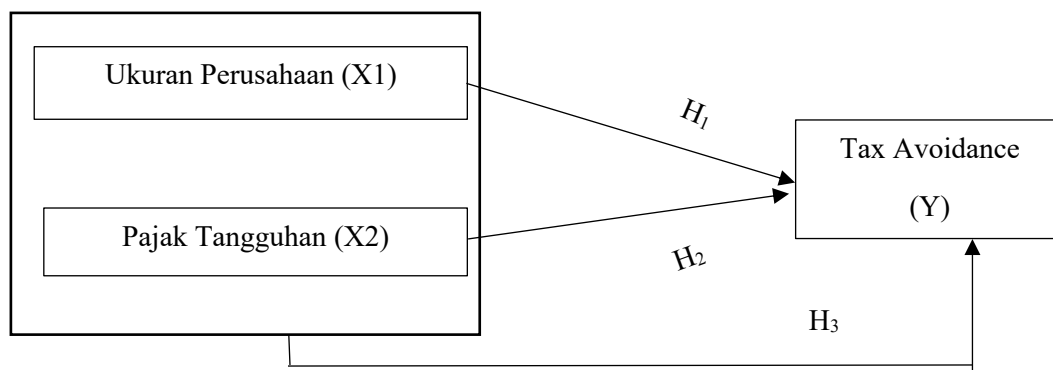 Ukuran Perusahaan (X1)
H1
Tax Avoidance
(Y)
Pajak Tangguhan (X2)
H2
H3